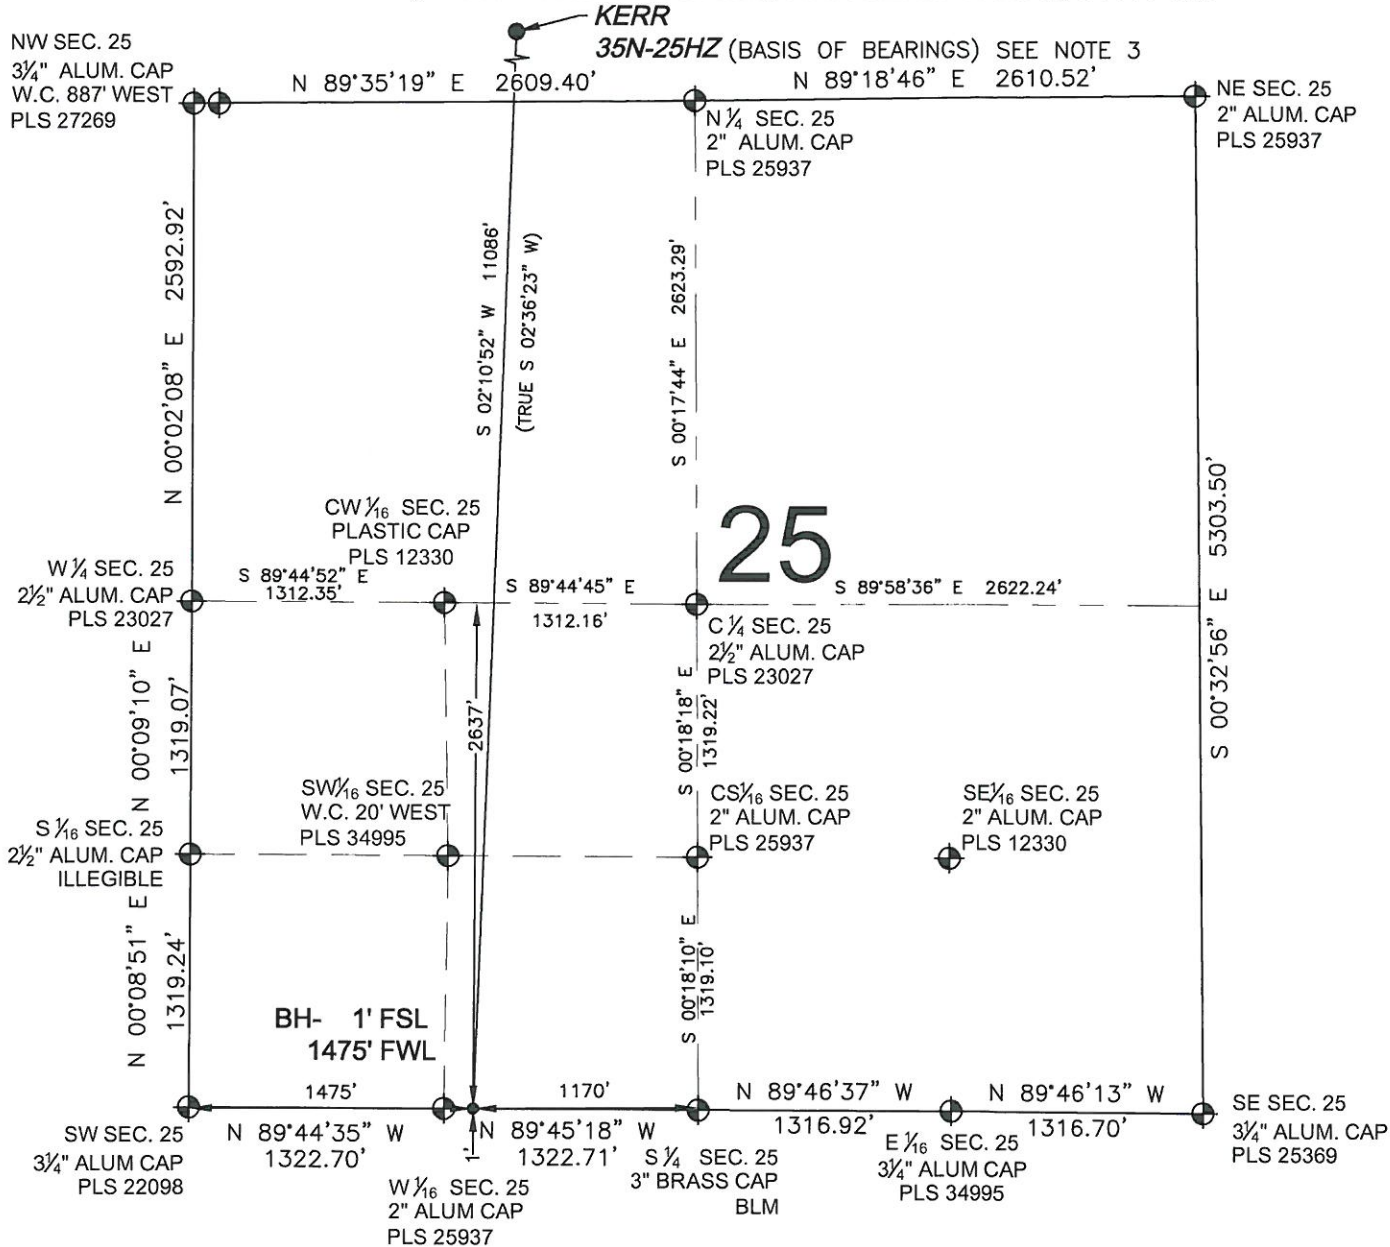 KERR
35N-25HZ (BASIS OF BEARINGS) SEE NOTE 3
NW SEC. 25
3¼" ALUM. CAP
W.C. 887' WEST
PLS 27269
N 89°35'19" E 2609.40'
N 89°18'46" E 2610.52'
NE SEC. 25
2" ALUM. CAP
PLS 25937
N ¼ SEC. 25
2" ALUM. CAP
PLS 25937
N 00°02'08" E 2592.92'
S 02°10'52" W 11086'
(TRUE S 02°36'23" W)
S 00°17'44" E 2623.29'
25
S 00°32'56" E 5303.50'
CW 1⁄16 SEC. 25
PLASTIC CAP
PLS 12330
W ¼ SEC. 25
2½" ALUM. CAP
PLS 23027
S 89°44'52" E
1312.35'
S 89°44'45" E
1312.16'
S 89°58'36" E 2622.24'
C ¼ SEC. 25
2½" ALUM. CAP
PLS 23027
N 00°09'10" E
1319.07'
2637'
S 00°18'18" E
1319.22'
SW 1⁄16 SEC. 25
W.C. 20' WEST
PLS 34995
CS 1⁄16 SEC. 25
2" ALUM. CAP
PLS 25937
SE 1⁄16 SEC. 25
2" ALUM. CAP
PLS 12330
S 1⁄16 SEC. 25
2½" ALUM. CAP
ILLEGIBLE
N 00°08'51" E
1319.24'
S 00°18'10" E
1319.10'
BH- 1' FSL
1475' FWL
1475'
1170'
N 89°46'37" W
1316.92'
N 89°46'13" W
1316.70'
SW SEC. 25
3¼" ALUM CAP
PLS 22098
N 89°44'35" W
1322.70'
1'
N 89°45'18" W
1322.71'
W 1⁄16 SEC. 25
2" ALUM CAP
PLS 25937
S ¼ SEC. 25
3" BRASS CAP
BLM
E 1⁄16 SEC. 25
3¼" ALUM CAP
PLS 34995
SE SEC. 25
3¼" ALUM. CAP
PLS 25369